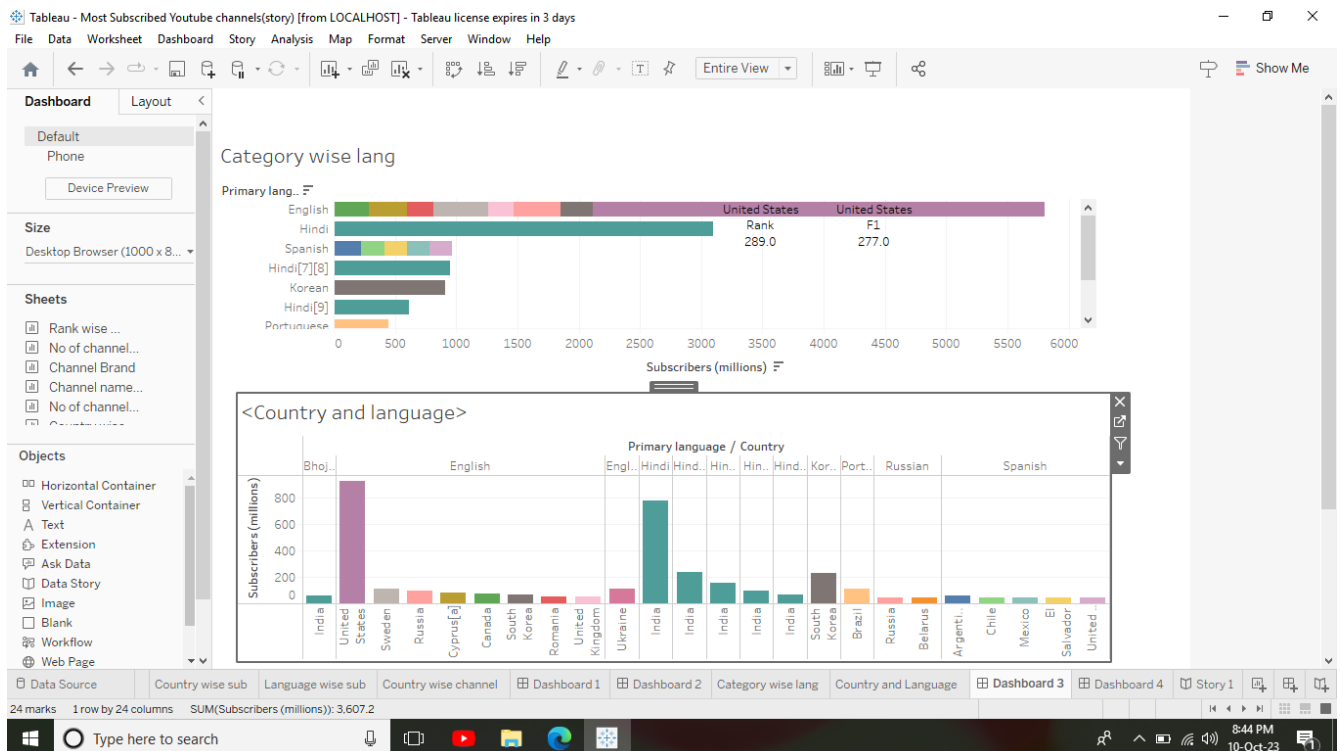 Tableau - Most Subscribed Youtube channels(story) [from LOCALHOST] - Tableau license expires in 3 days
File Data Worksheet Dashboard Story Analysis Map Format Server Window Help
Entire View
Show Me
Dashboard Layout
Default
Phone
Device Preview
Size
Desktop Browser (1000 x 8...
Sheets
Rank wise ...
No of channel...
Channel Brand
Channel name...
No of channel...
Objects
Horizontal Container
Vertical Container
A Text
Extension
Ask Data
Data Story
Image
Blank
Workflow
Web Page
Category wise lang
Primary lang..
English
Hindi
Spanish
Hindi[7][8]
Korean
Hindi[9]
Portuguese
United States United States
Rank F1
289.0 277.0
0 500 1000 1500 2000 2500 3000 3500 4000 4500 5000 5500 6000
Subscribers (millions)
<Country and language>
Primary language / Country
Bhoj.. English Engl.. Hindi Hind.. Hin.. Hin.. Hind.. Kor.. Port.. Russian Spanish
Subscribers (millions)
800
600
400
200
0
India
United States
Sweden
Russia
Cyprus[a]
Canada
South Korea
Romania
United Kingdom
Ukraine
India
India
India
India
India
South Korea
Brazil
Russia
Belarus
Argenti..
Chile
Mexico
El Salvador
United ..
Data Source Country wise sub Language wise sub Country wise channel Dashboard 1 Dashboard 2 Category wise lang Country and Language Dashboard 3 Dashboard 4 Story 1
24 marks 1 row by 24 columns SUM(Subscribers (millions)): 3,607.2
Type here to search
8:44 PM
10-Oct-23